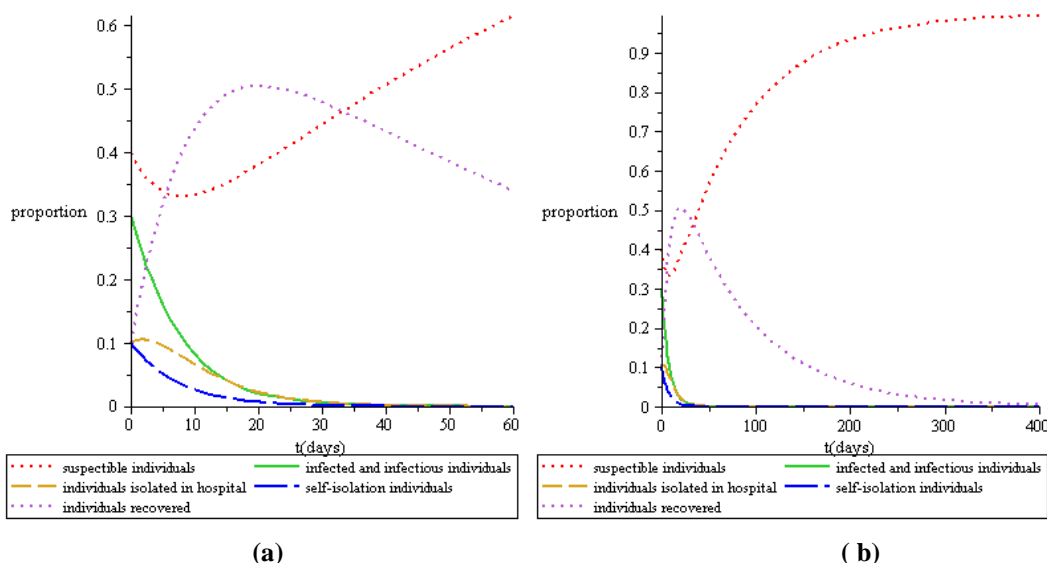 0.6
0.5
0.4
proportion 0.3
0.2
0.1
0
0 10 20 30 40 50 60
t(days)
suspectible individuals
infected and infectious individuals
individuals isolated in hospital
self-isolation individuals
individuals recovered
(a)
0.9
0.8
0.7
0.6
proportion 0.5
0.4
0.3
0.2
0.1
0
0 100 200 300 400
t(days)
suspectible individuals
infected and infectious individuals
individuals isolated in hospital
self-isolation individuals
individuals recovered
( b)